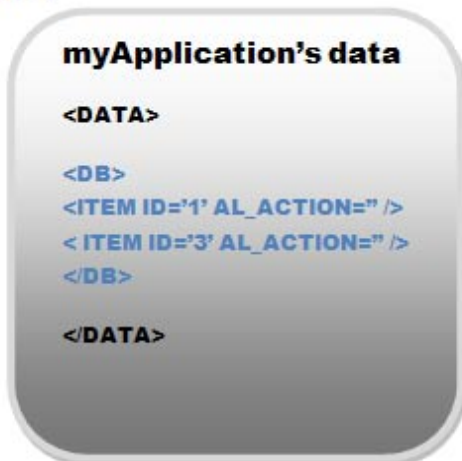 myApplication’s data
<DATA>
<DB>
<ITEM ID=’1’ AL_ACTION=” />
< ITEM ID=’3’ AL_ACTION=” />
</DB>
</DATA>